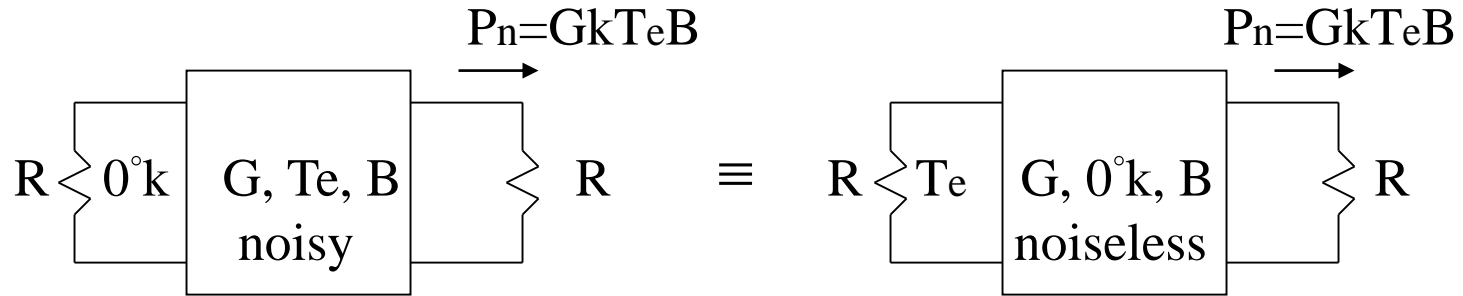 Pn=GkTeB
Pn=GkTeB
R 0°k G, Te, B R ≡ R Te G, 0°k, B R
noisy noiseless